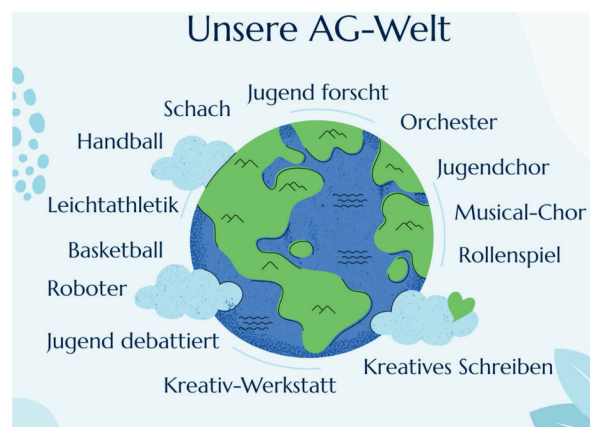 Unsere AG-Welt
Jugend forscht
Schach
Orchester
Handball
Jugendchor
Leichtathletik
Musical-Chor
Basketball
Rollenspiel
Roboter
Jugend debattiert
Kreatives Schreiben
Kreativ-Werkstatt